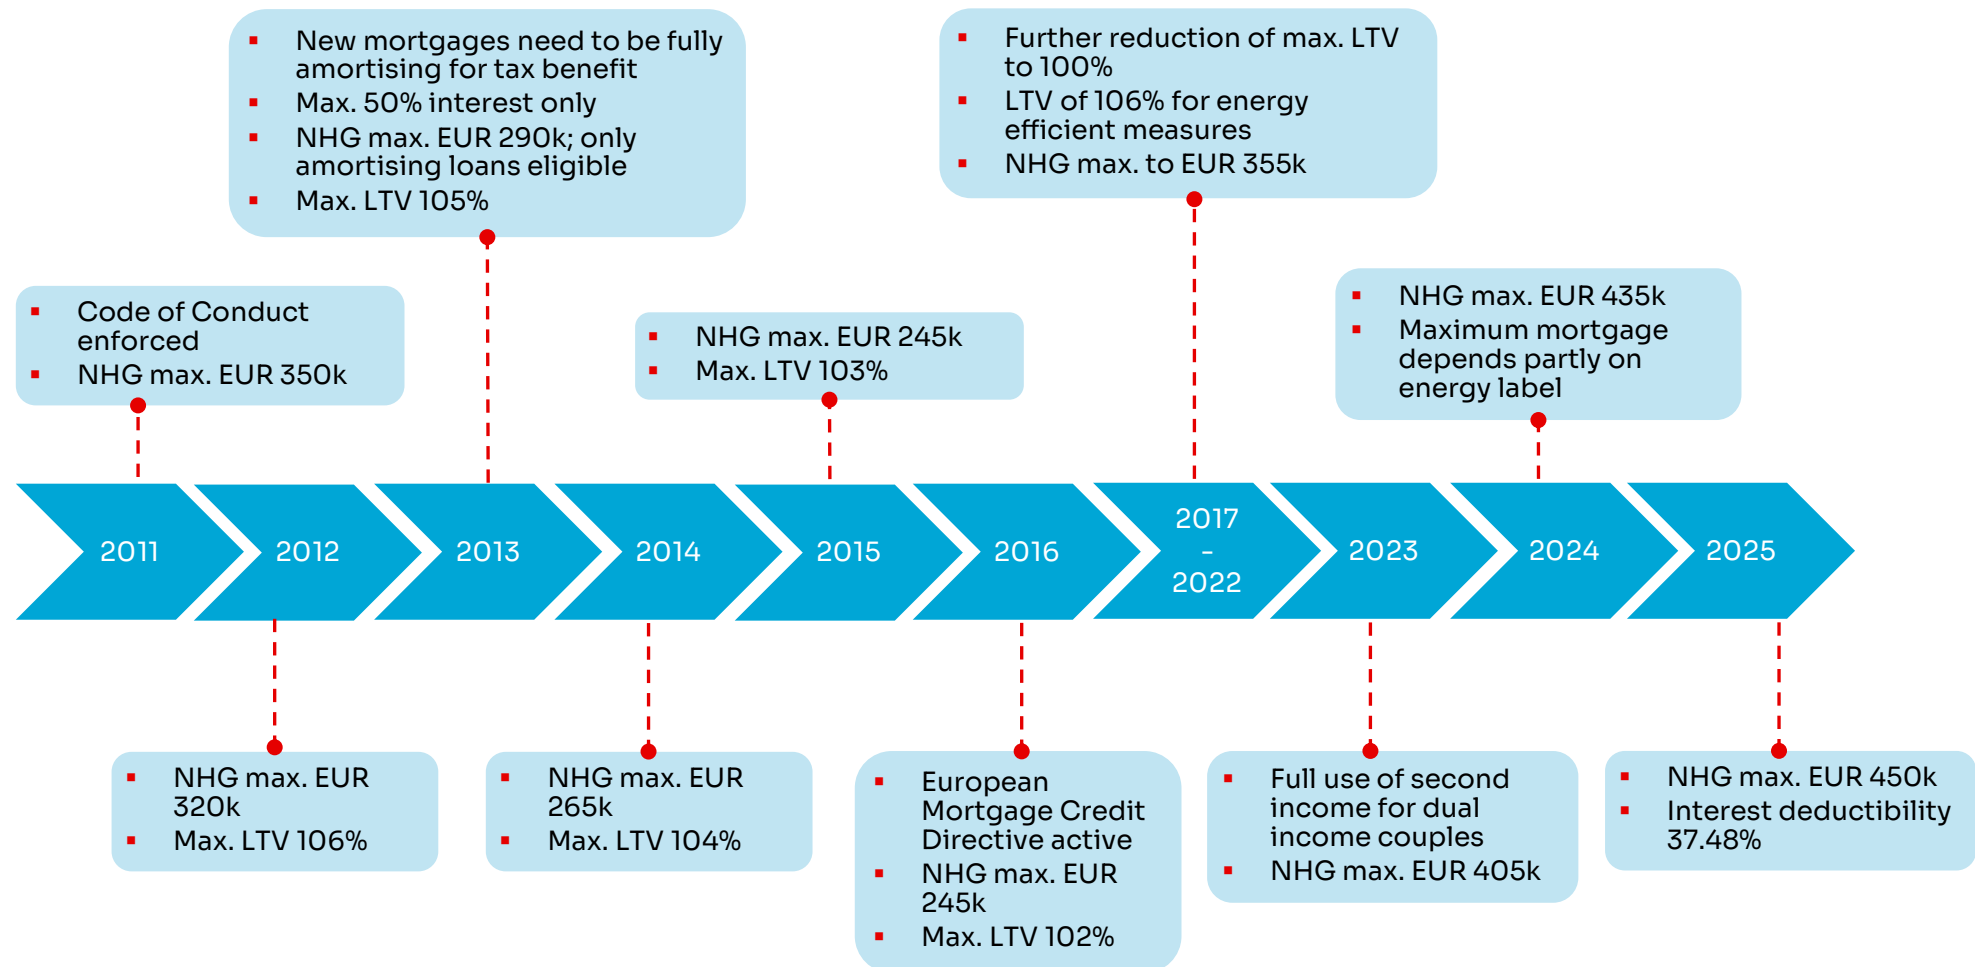 ▪ New mortgages need to be fully
amortising for tax benefit
▪ Max. 50% interest only
▪ NHG max. EUR 290k; only
amortising loans eligible
▪ Max. LTV 105%
▪ Further reduction of max. LTV
to 100%
▪ LTV of 106% for energy
efficient measures
▪ NHG max. to EUR 355k
▪ Code of Conduct
enforced
▪ NHG max. EUR 350k
▪ NHG max. EUR 245k
▪ Max. LTV 103%
▪ NHG max. EUR 435k
▪ Maximum mortgage
depends partly on
energy label
2011
2012
2013
2014
2015
2016
2017
-
2022
2023
2024
2025
▪ NHG max. EUR
320k
▪ Max. LTV 106%
▪ NHG max. EUR
265k
▪ Max. LTV 104%
▪ European
Mortgage Credit
Directive active
▪ NHG max. EUR
245k
▪ Max. LTV 102%
▪ Full use of second
income for dual
income couples
▪ NHG max. EUR 405k
▪ NHG max. EUR 450k
▪ Interest deductibility
37.48%